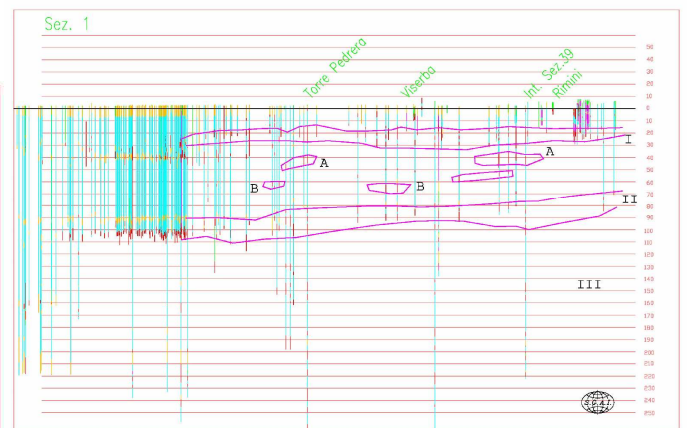 Sez. 1
Torre Pedrera
Viserba
Int. Sez.39
Rimini
50
40
30
20
10
0
10
20
I
30
A
A
40
50
B
B
60
70
II
80
90
100
110
120
130
140
III
150
160
170
180
190
200
210
220
230
240
S.G.A.I.
250